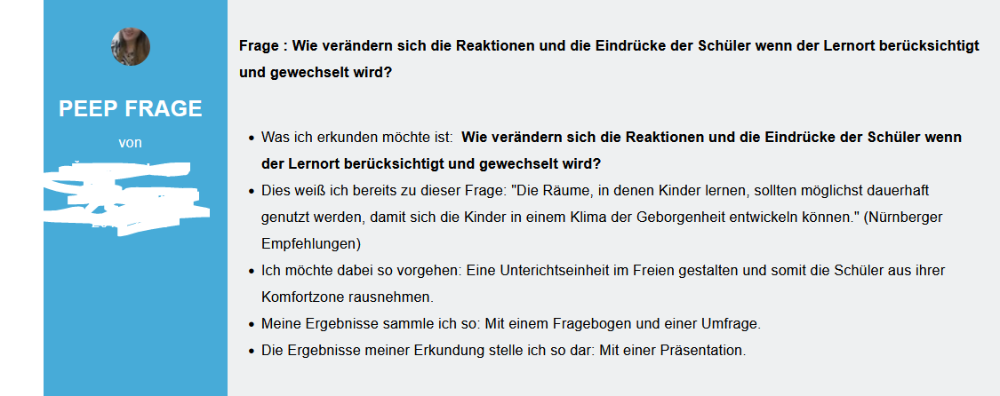 PEEP FRAGE
von
Frage : Wie verändern sich die Reaktionen und die Eindrücke der Schüler wenn der Lernort berücksichtigt
und gewechselt wird?
• Was ich erkunden möchte ist: Wie verändern sich die Reaktionen und die Eindrücke der Schüler wenn
der Lernort berücksichtigt und gewechselt wird?
• Dies weiß ich bereits zu dieser Frage: "Die Räume, in denen Kinder lernen, sollten möglichst dauerhaft
genutzt werden, damit sich die Kinder in einem Klima der Geborgenheit entwickeln können." (Nürnberger
Empfehlungen)
• Ich möchte dabei so vorgehen: Eine Unterichtseinheit im Freien gestalten und somit die Schüler aus ihrer
Komfortzone rausnehmen.
• Meine Ergebnisse sammle ich so: Mit einem Fragebogen und einer Umfrage.
• Die Ergebnisse meiner Erkundung stelle ich so dar: Mit einer Präsentation.